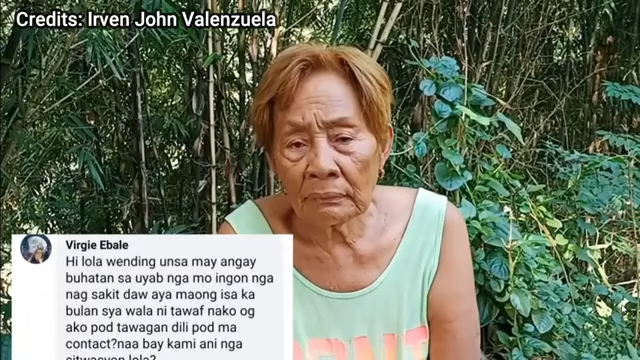 Credits: Irven John Valenzuela
Virgie Ebale
Hi lola wending unsa may angay
buhatan sa uyab nga mo ingon nga
nag sakit daw aya maong isa ka
bulan sya wala ni tawaf nako og
ako pod tawagan dili pod ma
contact?naa bay kami ani nga
sitwasyon lola?